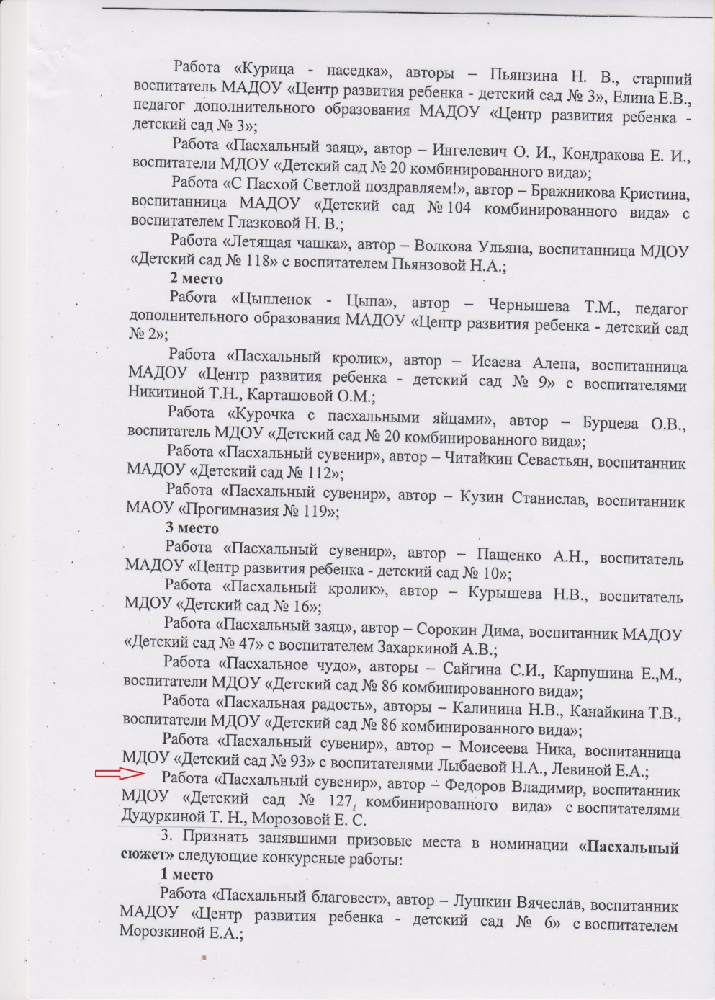 Работа «Курица - наседка», авторы – Пьянзина Н. В., старший
воспитатель МАДОУ «Центр развития ребенка - детский сад № 3», Елина Е.В.,
педагог дополнительного образования МАДОУ «Центр развития ребенка -
детский сад № 3»;
Работа «Пасхальный заяц», автор – Ингелевич О. И., Кондракова Е. И.,
воспитатели МДОУ «Детский сад № 20 комбинированного вида»;
Работа «С Пасхой Светлой поздравляем!», автор – Бражникова Кристина,
воспитанница МАДОУ «Детский сад № 104 комбинированного вида» с
воспитателем Глазковой Н. В.;
Работа «Летящая чашка», автор – Волкова Ульяна, воспитанница МДОУ
«Детский сад № 118» с воспитателем Пьянзовой Н.А.;
2 место
Работа «Цыпленок - Цыпа», автор – Чернышева Т.М., педагог
дополнительного образования МАДОУ «Центр развития ребенка - детский сад
№ 2»;
Работа «Пасхальный кролик», автор – Исаева Алена, воспитанница
МАДОУ «Центр развития ребенка - детский сад № 9» с воспитателями
Никитиной Т.Н., Карташовой О.М.;
Работа «Курочка с пасхальными яйцами», автор – Бурцева О.В.,
воспитатель МДОУ «Детский сад № 20 комбинированного вида»;
Работа «Пасхальный сувенир», автор – Читайкин Севастьян, воспитанник
МАДОУ «Детский сад № 112»;
Работа «Пасхальный сувенир», автор – Кузин Станислав, воспитанник
МАОУ «Прогимназия № 119»;
3 место
Работа «Пасхальный сувенир», автор – Пащенко А.Н., воспитатель
МАДОУ «Центр развития ребенка - детский сад № 10»;
Работа «Пасхальный кролик», автор – Курышева Н.В., воспитатель
МДОУ «Детский сад № 16»;
Работа «Пасхальный заяц», автор – Сорокин Дима, воспитанник МАДОУ
«Детский сад № 47» с воспитателем Захаркиной А.В.;
Работа «Пасхальное чудо», авторы – Сайгина С.И., Карпушина Е.,М.,
воспитатели МДОУ «Детский сад № 86 комбинированного вида»;
Работа «Пасхальная радость», авторы – Калинина Н.В., Канайкина Т.В.,
воспитатели МДОУ «Детский сад № 86 комбинированного вида»;
Работа «Пасхальный сувенир», автор – Моисеева Ника, воспитанница
МДОУ «Детский сад № 93» с воспитателями Лыбаевой Н.А., Левиной Е.А.;
Работа «Пасхальный сувенир», автор – Федоров Владимир, воспитанник
МДОУ «Детский сад № 127 комбинированного вида» с воспитателями
Дудуркиной Т. Н., Морозовой Е. С.
3. Признать занявшими призовые места в номинации «Пасхальный
сюжет» следующие конкурсные работы:
1 место
Работа «Пасхальный благовест», автор – Лушкин Вячеслав, воспитанник
МАДОУ «Центр развития ребенка - детский сад № 6» с воспитателем
Морозкиной Е.А.;